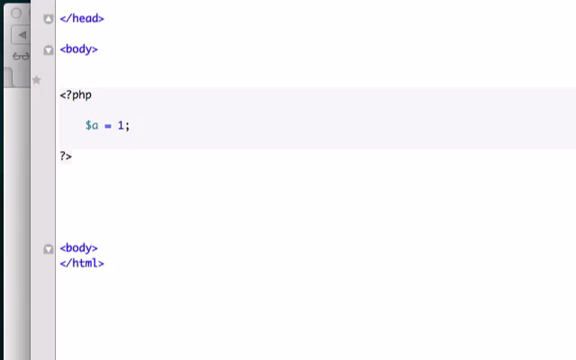 </head>
<body>
<?php
$a = 1;
?>
<body>
</html>